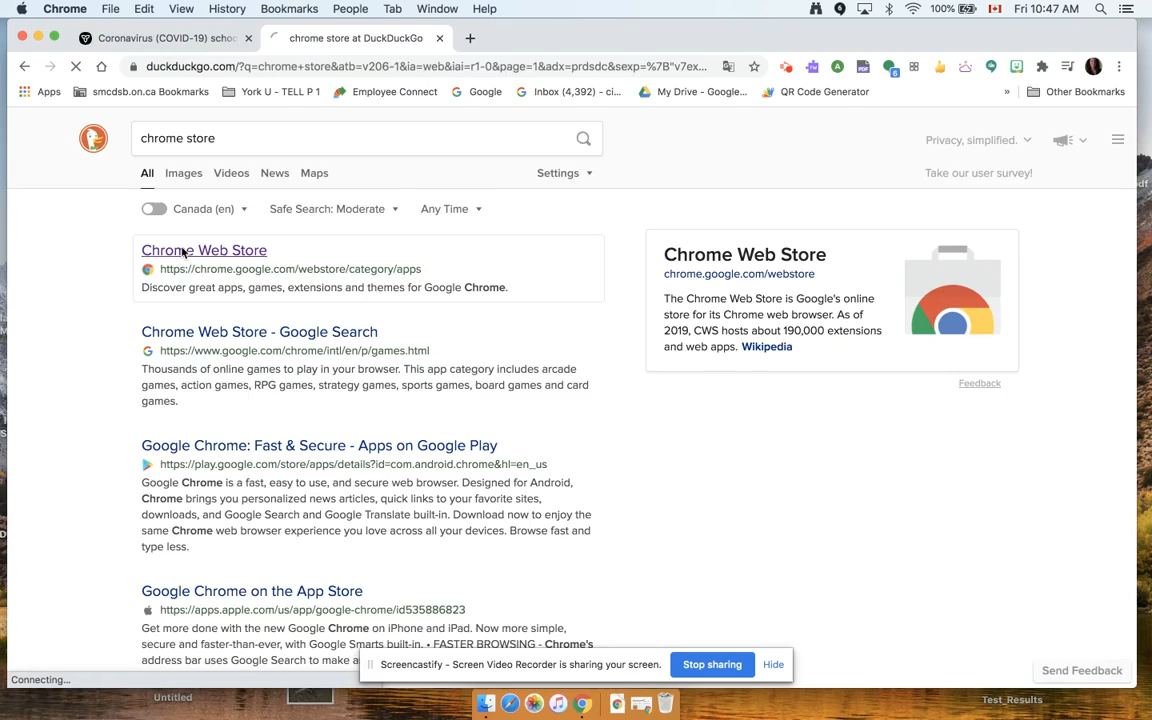 Chrome File Edit View History Bookmarks People Tab Window Help 100% Fri 10:47 AM
Coronavirus (COVID-19) schoo chrome store at DuckDuckGo
duckduckgo.com/?q=chrome+store&atb=v206-1&ia=web&iai=r1-0&page=1&adx=prdsdc&sexp=%7B"v7ex...
6
Apps smcdsb.on.ca Bookmarks York U - TELL P 1 Employee Connect Google Inbox (4,392) - ci... My Drive - Google... QR Code Generator » Other Bookmarks
chrome store Privacy, simplified.
All Images Videos News Maps Settings Take our user survey!
Canada (en) Safe Search: Moderate Any Time
Chrome Web Store
https://chrome.google.com/webstore/category/apps
Discover great apps, games, extensions and themes for Google Chrome.
Chrome Web Store - Google Search
https://www.google.com/chrome/intl/en/p/games.html
Thousands of online games to play in your browser. This app category includes arcade
games, action games, RPG games, strategy games, sports games, board games and card
games.
Google Chrome: Fast & Secure - Apps on Google Play
https://play.google.com/store/apps/details?id=com.android.chrome&hl=en_us
Google Chrome is a fast, easy to use, and secure web browser. Designed for Android,
Chrome brings you personalized news articles, quick links to your favorite sites,
downloads, and Google Search and Google Translate built-in. Download now to enjoy the
same Chrome web browser experience you love across all your devices. Browse fast and
type less.
Google Chrome on the App Store
https://apps.apple.com/us/app/google-chrome/id535886823
Get more done with the new Google Chrome on iPhone and iPad. Now more simple,
secure and faster-than-ever, with Google Smarts built-in. • FASTER BROWSING - Chrome's
address bar uses Google Search to make a
Chrome Web Store
chrome.google.com/webstore
The Chrome Web Store is Google's online
store for its Chrome web browser. As of
2019, CWS hosts about 190,000 extensions
and web apps. Wikipedia
Feedback
Screencastify - Screen Video Recorder is sharing your screen. Stop sharing Hide
Send Feedback
Connecting...
Untitled
Test_Results